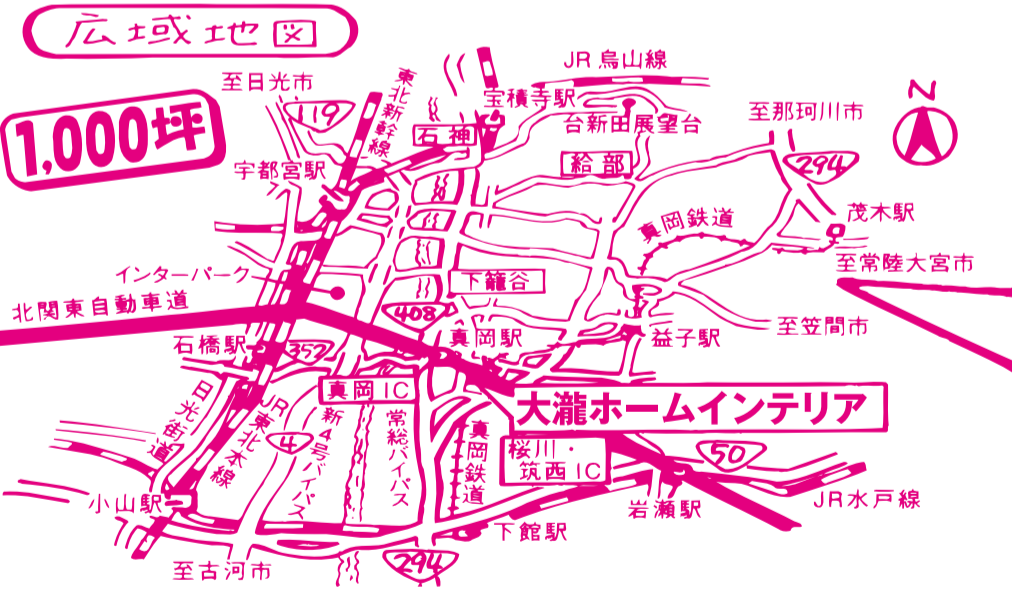 広域地図
JR烏山線
至日光市
東北新幹線
宝積寺駅
N
1,000坪
119
石神
台新田展望台
至那珂川市
宇都宮駅
給部
294
真岡鉄道
茂木駅
インターパーク
下籠谷
至常陸大宮市
北関東自動車道
408
真岡駅
益子駅
至笠間市
石橋駅
352
真岡IC
大瀧ホームインテリア
日光街道
JR東北本線
4
新4号バイパス
常総バイパス
真岡鉄道
桜川・
筑西IC
50
小山駅
岩瀬駅
JR水戸線
下館駅
至古河市
294